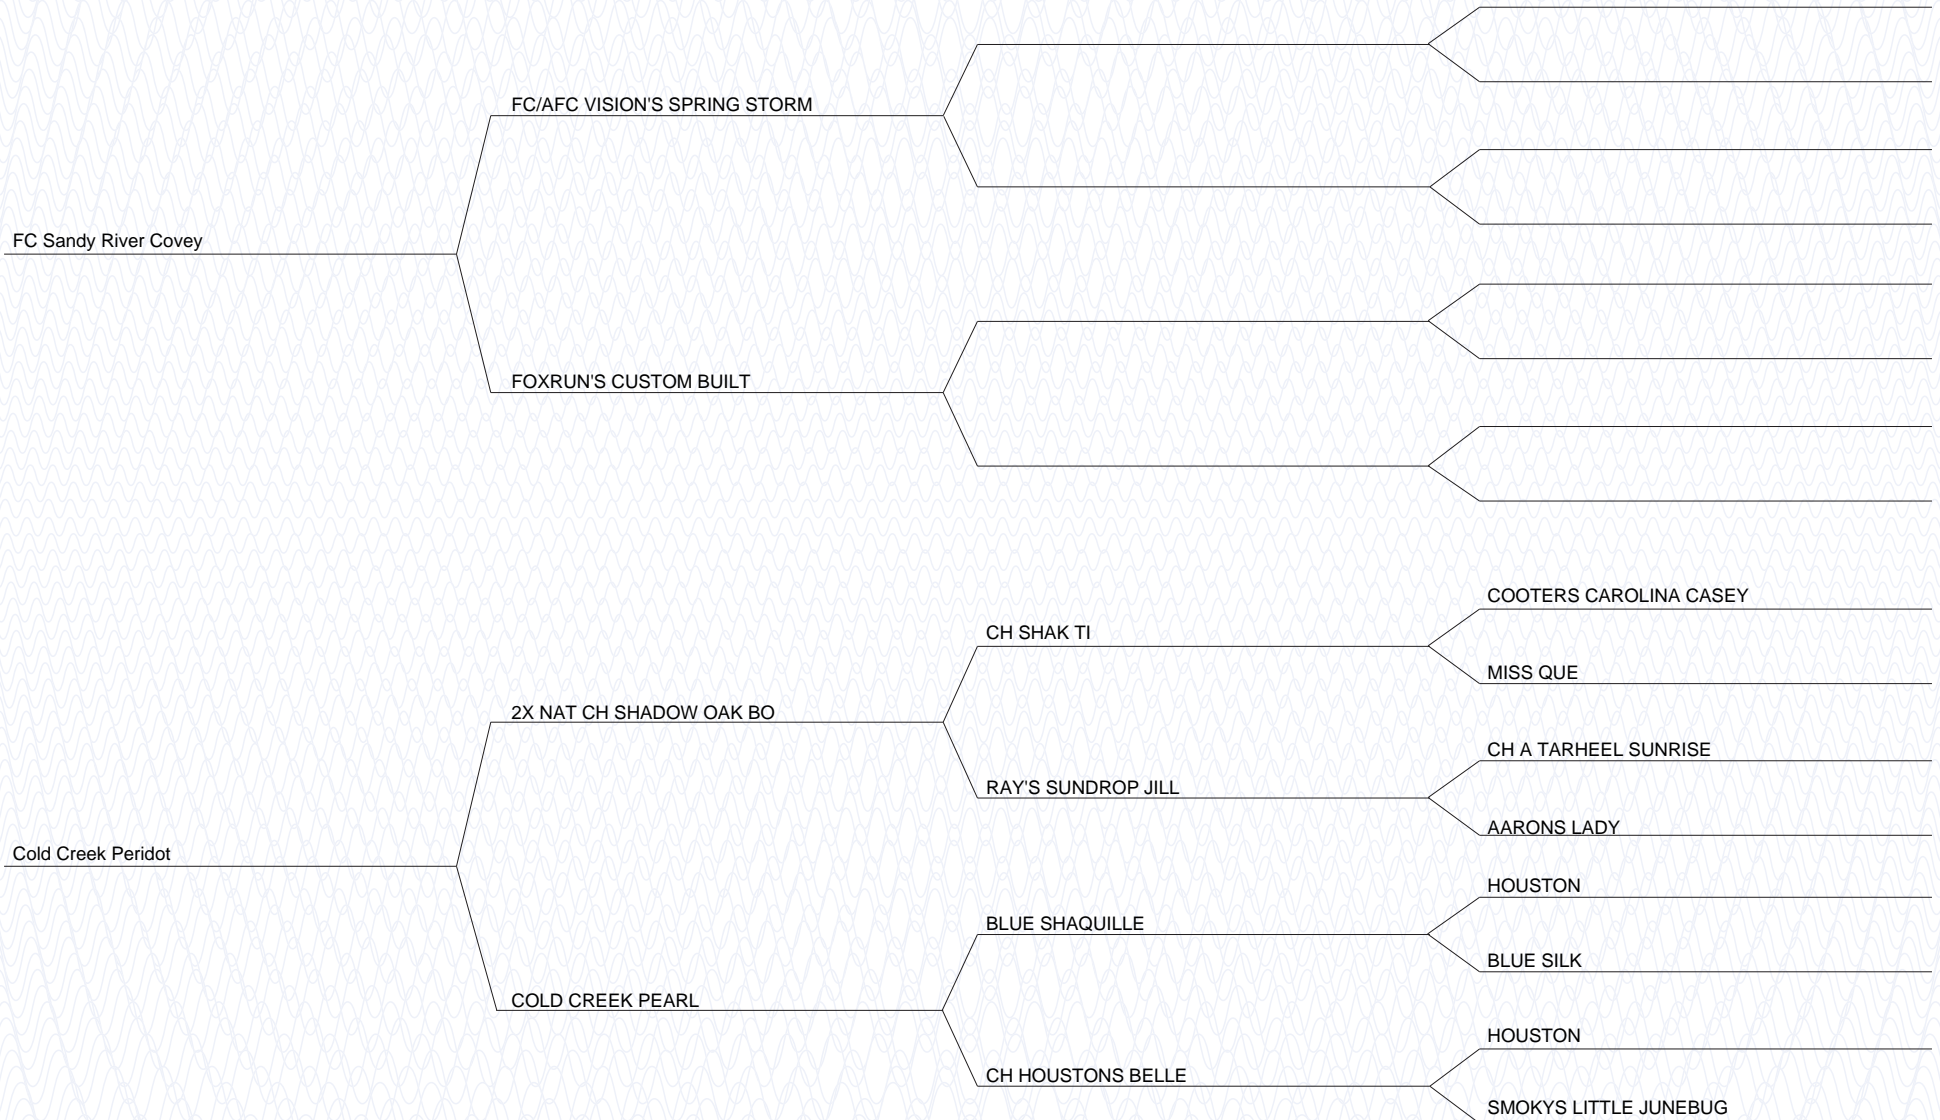 FC/AFC VISION'S SPRING STORM
FC Sandy River Covey
FOXRUN'S CUSTOM BUILT
COOTERS CAROLINA CASEY
CH SHAK TI
MISS QUE
2X NAT CH SHADOW OAK BO
CH A TARHEEL SUNRISE
RAY'S SUNDROP JILL
AARONS LADY
Cold Creek Peridot
HOUSTON
BLUE SHAQUILLE
BLUE SILK
COLD CREEK PEARL
HOUSTON
CH HOUSTONS BELLE
SMOKYS LITTLE JUNEBUG